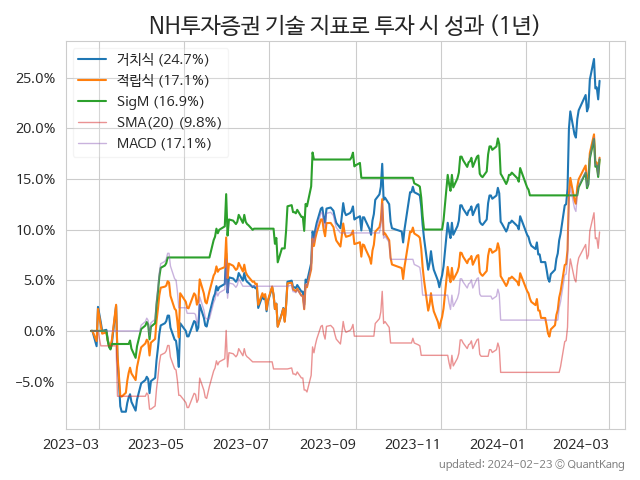 NH투자증권 기술 지표로 투자 시 성과 (1년)
거치식 (24.7%)
적립식 (17.1%)
SigM (16.9%)
SMA(20) (9.8%)
MACD (17.1%)
25.0%
20.0%
15.0%
10.0%
5.0%
0.0%
−5.0%
2023-03 2023-05 2023-07 2023-09 2023-11 2024-01 2024-03
updated: 2024-02-23 © QuantKang